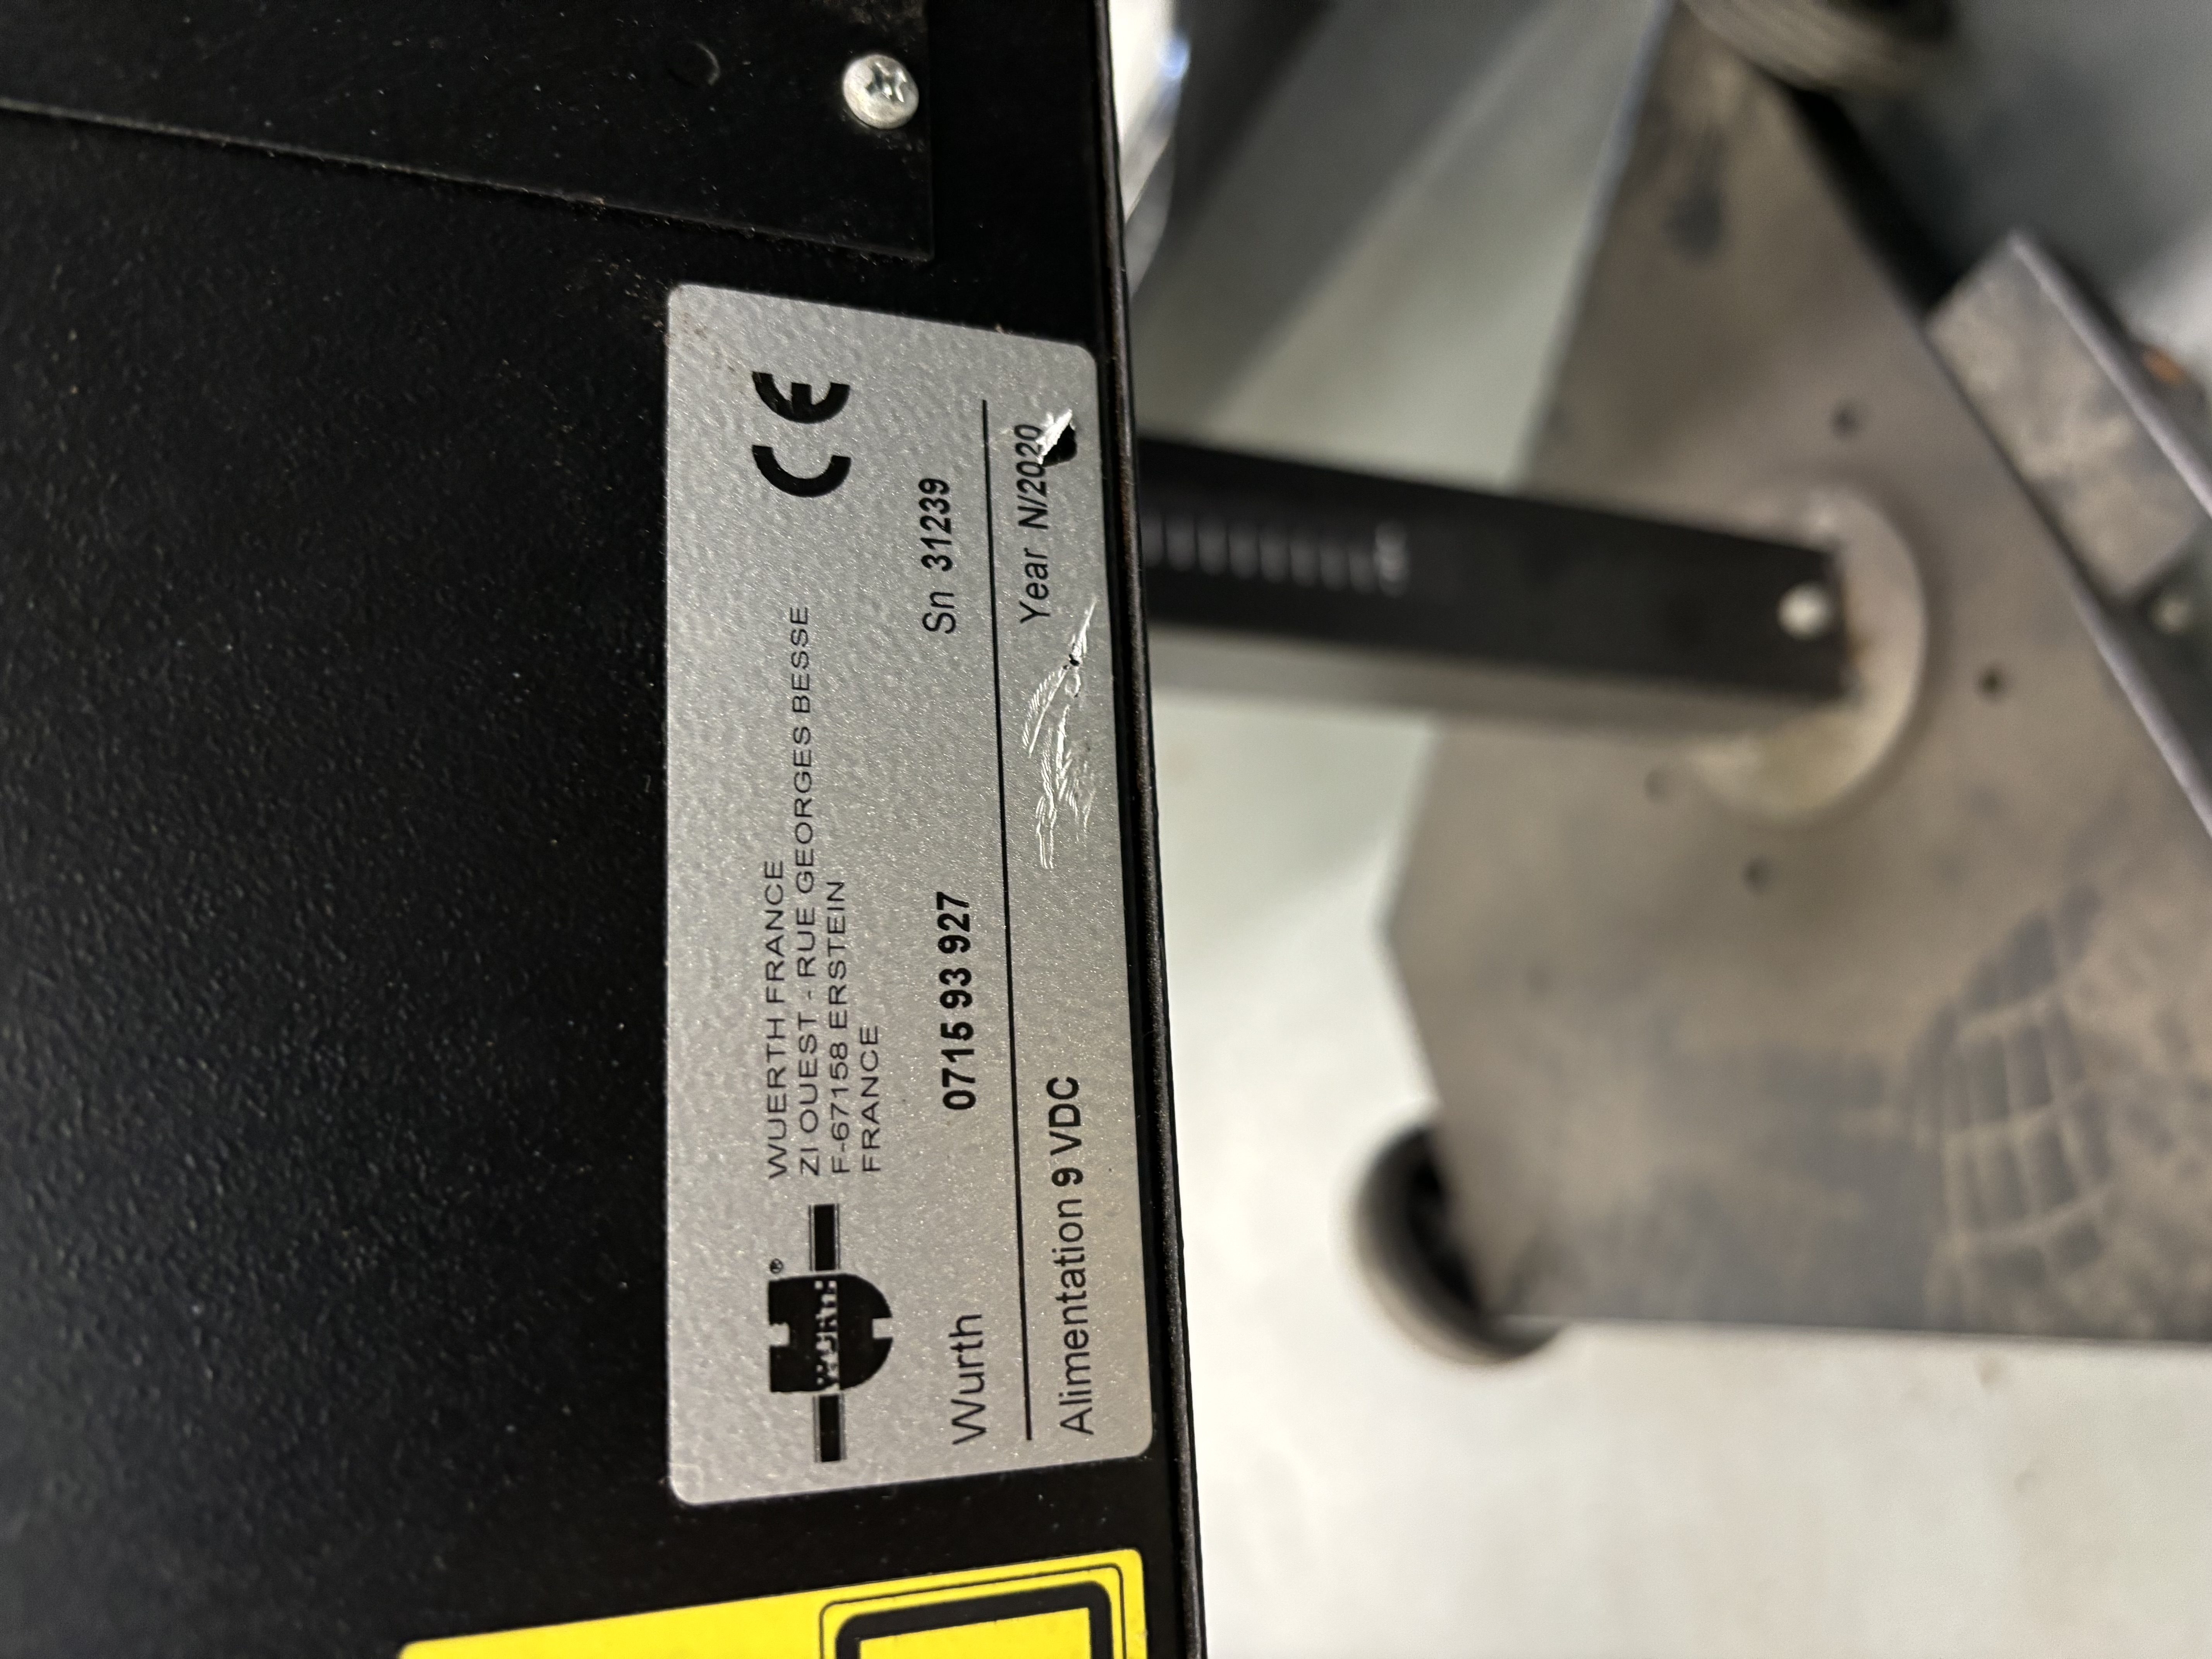 WÜRTH
WUERTH FRANCE
ZI OUEST - RUE GEORGES BESSE
F-67158 ERSTEIN
FRANCE
CE
Wurth 0715 93 927 Sn 31239
Alimentation 9 VDC Year N/2020